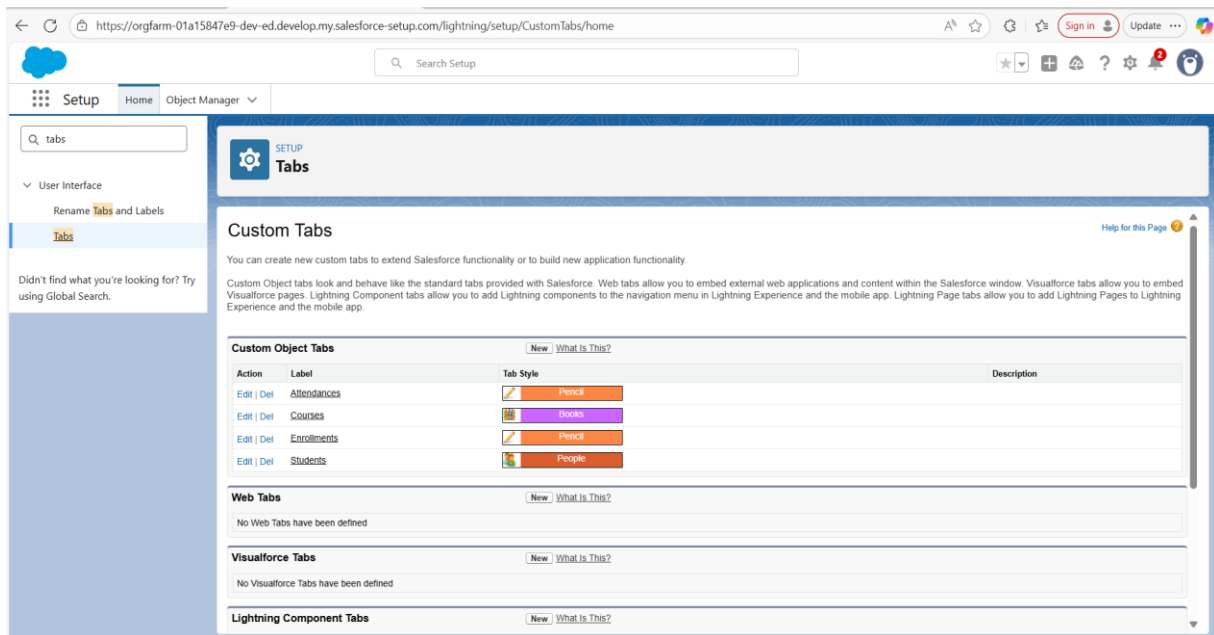 https://orgfarm-01a15847e9-dev-ed.develop.my.salesforce-setup.com/lightning/setup/CustomTabs/home
Sign in
Update
Search Setup
2
Setup
Home
Object Manager
tabs
User Interface
Rename Tabs and Labels
Tabs
Didn't find what you're looking for? Try
using Global Search.
SETUP
Tabs
Custom Tabs
Help for this Page ?
You can create new custom tabs to extend Salesforce functionality or to build new application functionality.
Custom Object tabs look and behave like the standard tabs provided with Salesforce. Web tabs allow you to embed external web applications and content within the Salesforce window. Visualforce tabs allow you to embed
Visualforce pages. Lightning Component tabs allow you to add Lightning components to the navigation menu in Lightning Experience and the mobile app. Lightning Page tabs allow you to add Lightning Pages to Lightning
Experience and the mobile app.
Custom Object Tabs New What Is This?
Action Label Tab Style Description
Edit | Del Attendances Pencil
Edit | Del Courses Books
Edit | Del Enrollments Pencil
Edit | Del Students People
Web Tabs New What Is This?
No Web Tabs have been defined
Visualforce Tabs New What Is This?
No Visualforce Tabs have been defined
Lightning Component Tabs New What Is This?